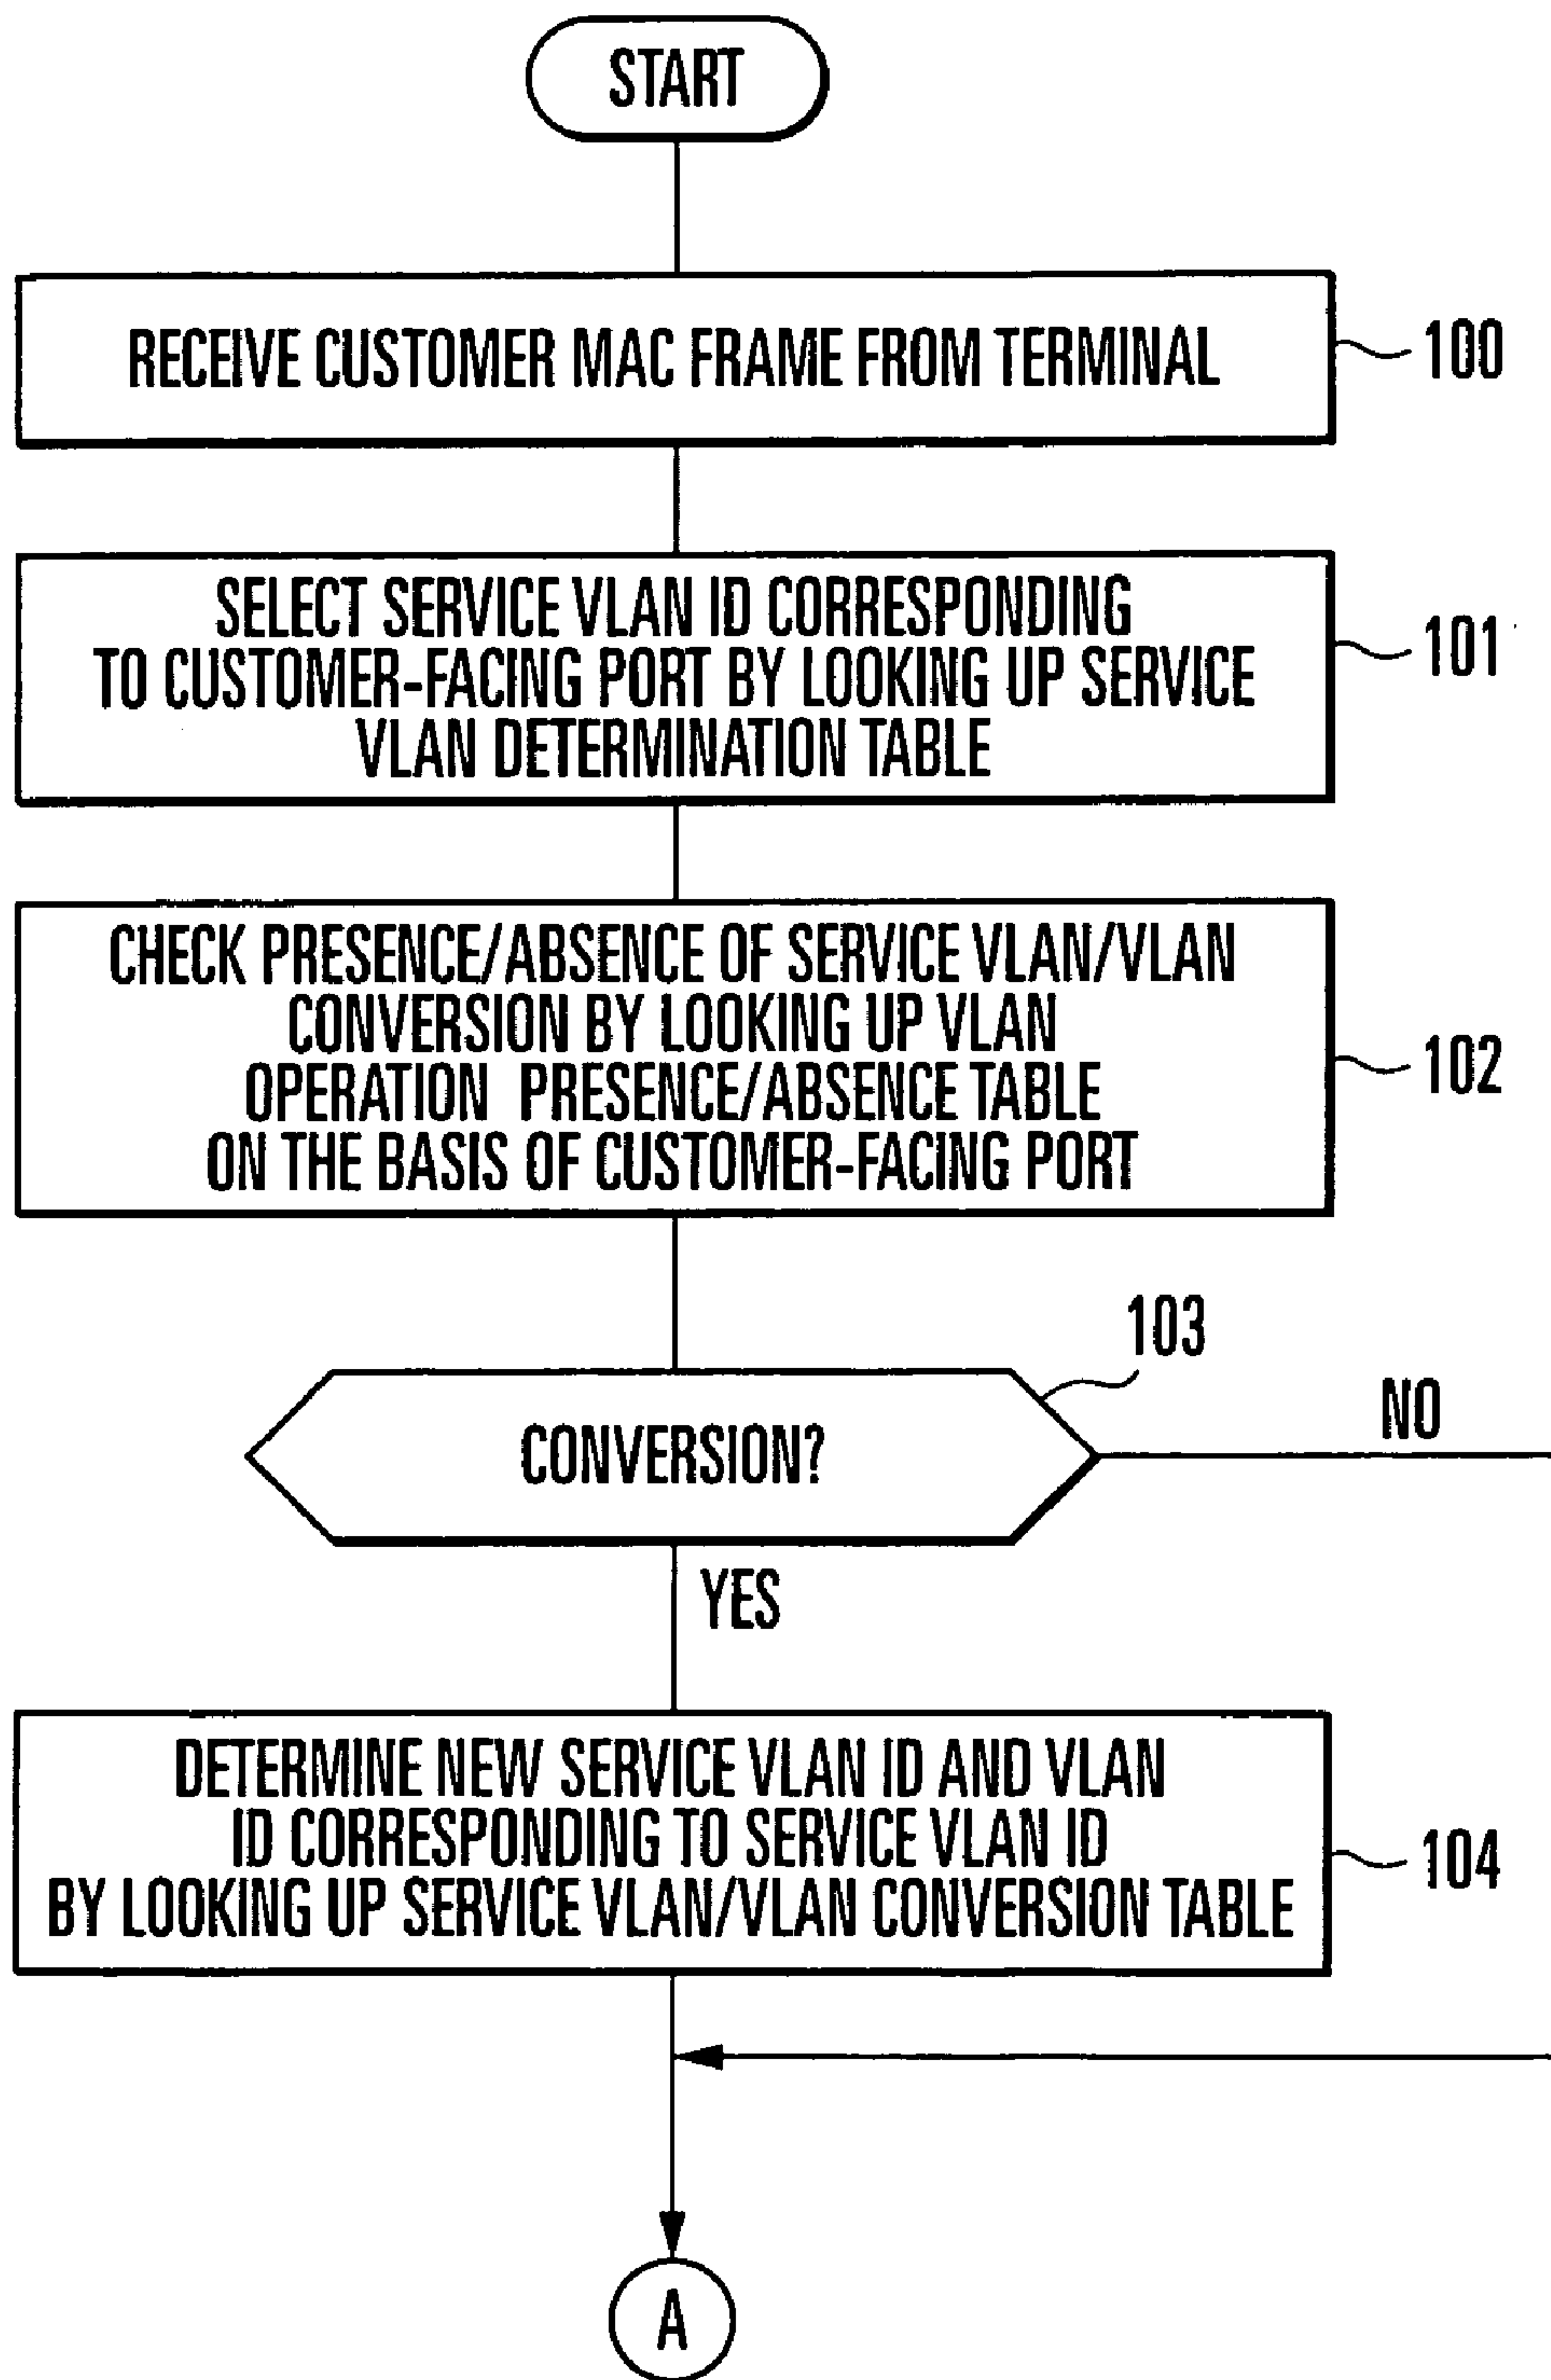 START
RECEIVE CUSTOMER MAC FRAME FROM TERMINAL
100
SELECT SERVICE VLAN ID CORRESPONDING
TO CUSTOMER-FACING PORT BY LOOKING UP SERVICE
VLAN DETERMINATION TABLE
101
CHECK PRESENCE/ABSENCE OF SERVICE VLAN/VLAN
CONVERSION BY LOOKING UP VLAN
OPERATION PRESENCE/ABSENCE TABLE
ON THE BASIS OF CUSTOMER-FACING PORT
102
103
CONVERSION?
NO
YES
DETERMINE NEW SERVICE VLAN ID AND VLAN
ID CORRESPONDING TO SERVICE VLAN ID
BY LOOKING UP SERVICE VLAN/VLAN CONVERSION TABLE
104
A